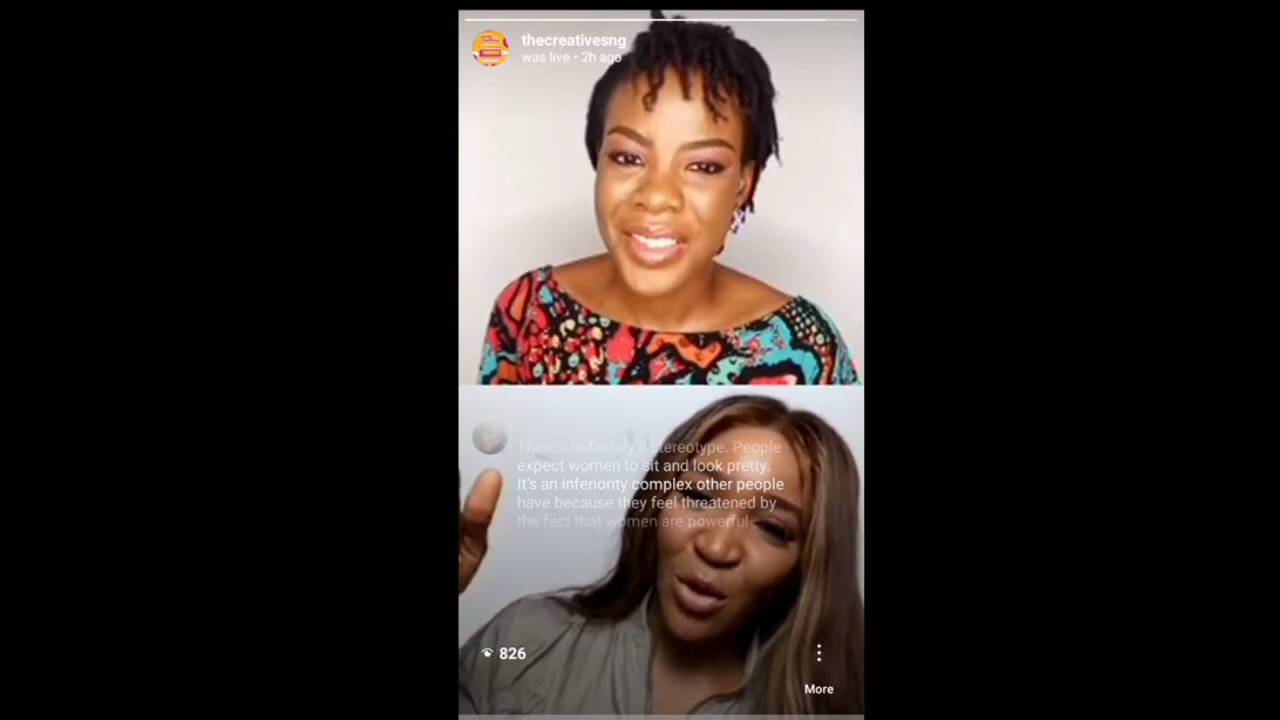 thecreativesng
was live • 2h ago
There's definitely a stereotype. People
expect women to sit and look pretty.
It's an inferiority complex other people
have because they feel threatened by
the fact that women are powerful
826
More